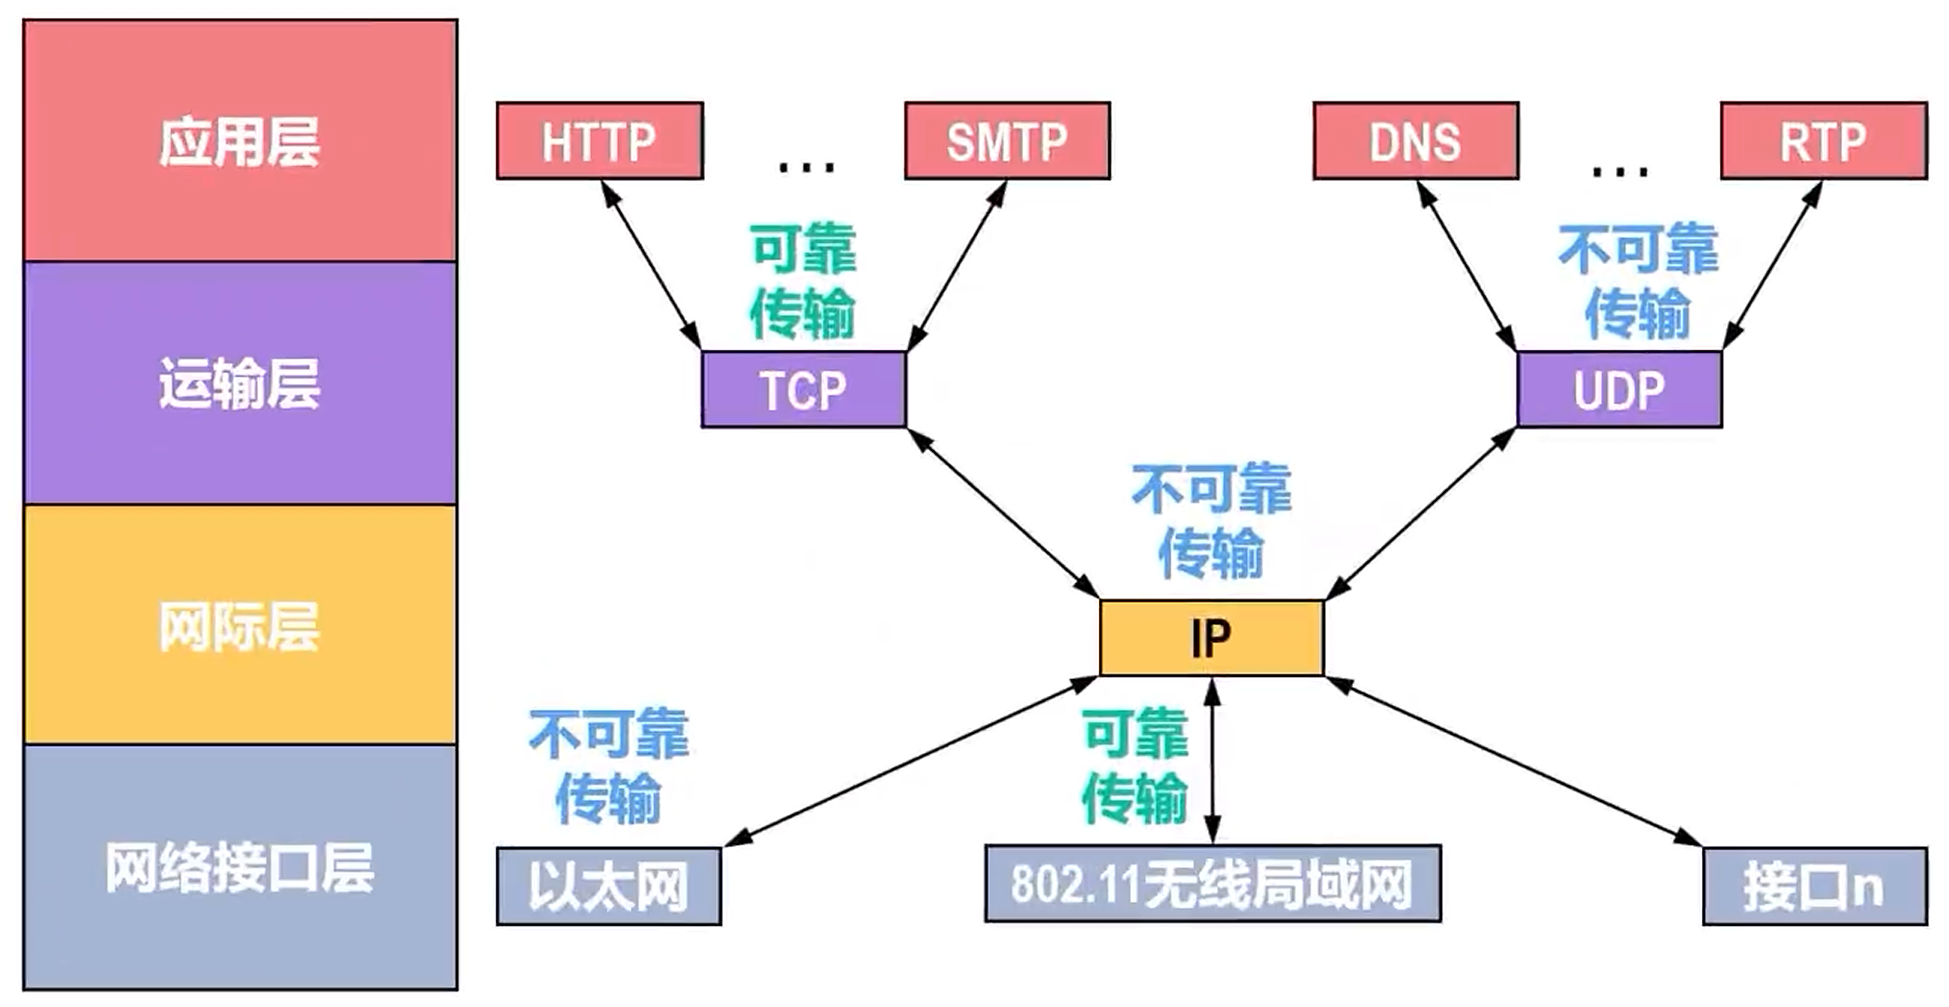 应用层
HTTP
...
SMTP
DNS
...
RTP
可靠
传输
不可靠
传输
运输层
TCP
UDP
不可靠
传输
网际层
IP
不可靠
传输
可靠
传输
网络接口层
以太网
802.11无线局域网
接口n